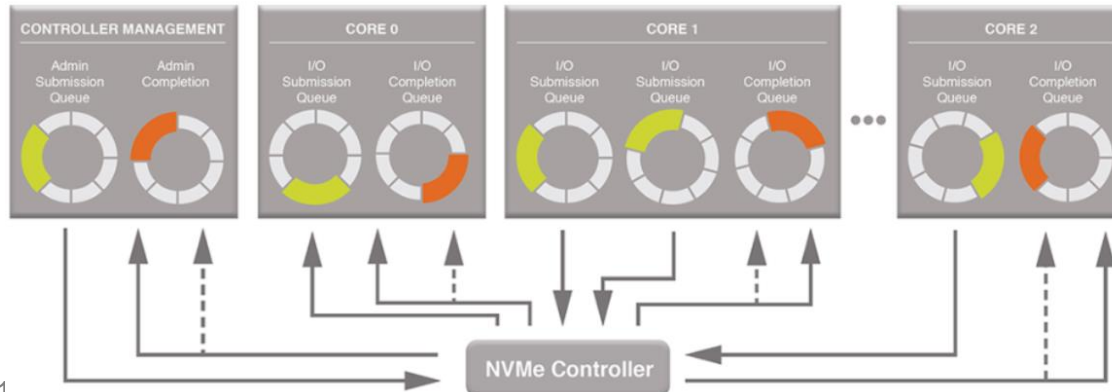 CONTROLLER MANAGEMENT
Admin
Submission
Queue
Admin
Completion
CORE 0
I/O
Submission
Queue
I/O
Completion
Queue
CORE 1
I/O
Submission
Queue
I/O
Submission
Queue
I/O
Completion
Queue
CORE 2
I/O
Submission
Queue
I/O
Completion
Queue
NVMe Controller